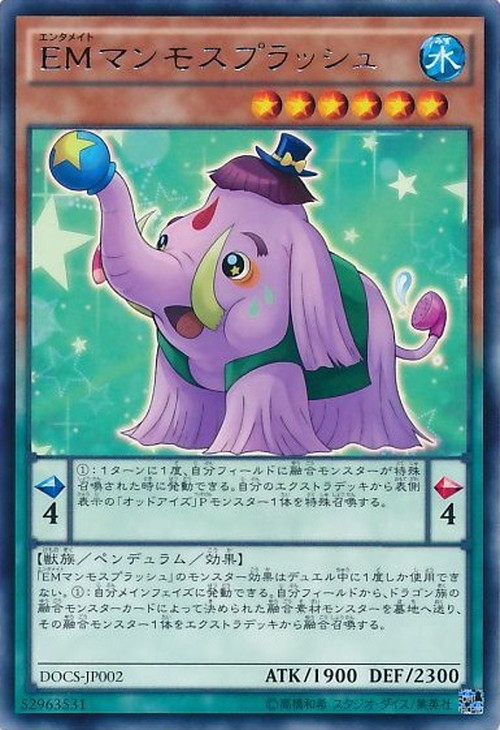 エンタメイト
EMマンモスプラッシュ
水
①:1ターンに1度、自分フィールドに融合モンスターが特殊
召喚された時に発動できる。自分のエクストラデッキから表側
表示の「オッドアイズ」Pモンスター1体を特殊召喚する。
4
4
【獣族/ペンデュラム/効果】
「EMマンモスプラッシュ」のモンスター効果はデュエル中に1度しか使用でき
ない。①:自分メインフェイズに発動できる。自分フィールドから、ドラゴン族の
融合モンスターカードによって決められた融合素材モンスターを墓地へ送り、
その融合モンスター1体をエクストラデッキから融合召喚する。
DOCS-JP002
ATK/1900 DEF/2300
52963531
©高橋和希 スタジオ・ダイス/集英社